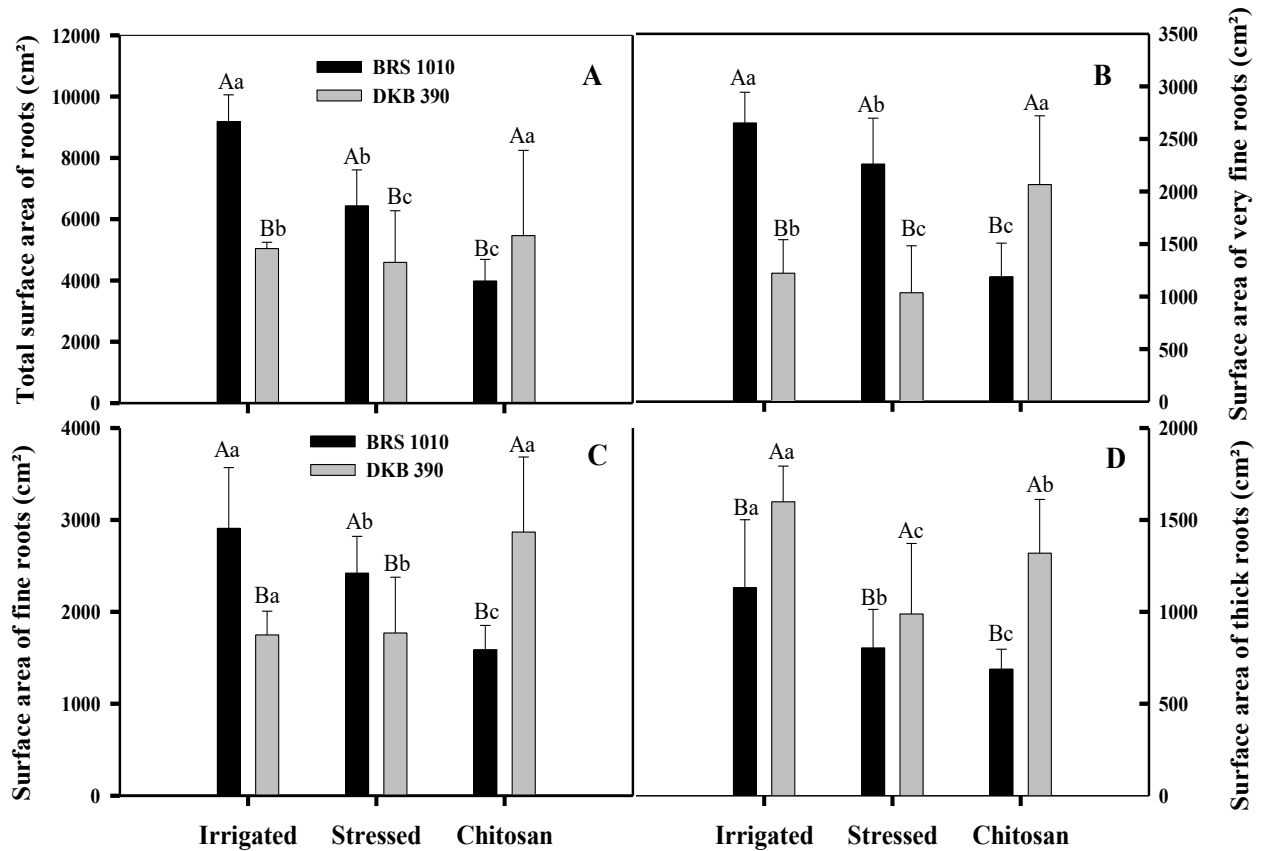 Total surface area of roots (cm²)
12000
10000
8000
6000
4000
2000
0
BRS 1010
DKB 390
A
Aa
Bb
Ab
Bc
Bc
Aa
B
Aa
Bb
Ab
Bc
Bc
Aa
3500
3000
2500
2000
1500
1000
500
0
Surface area of very fine roots (cm²)
Surface area of fine roots (cm²)
4000
3000
2000
1000
0
BRS 1010
DKB 390
C
Aa
Ba
Ab
Bb
Bc
Aa
Irrigated Stressed Chitosan
D
Ba
Aa
Bb
Ac
Bc
Ab
2000
1500
1000
500
0
Surface area of thick roots (cm²)
Irrigated Stressed Chitosan